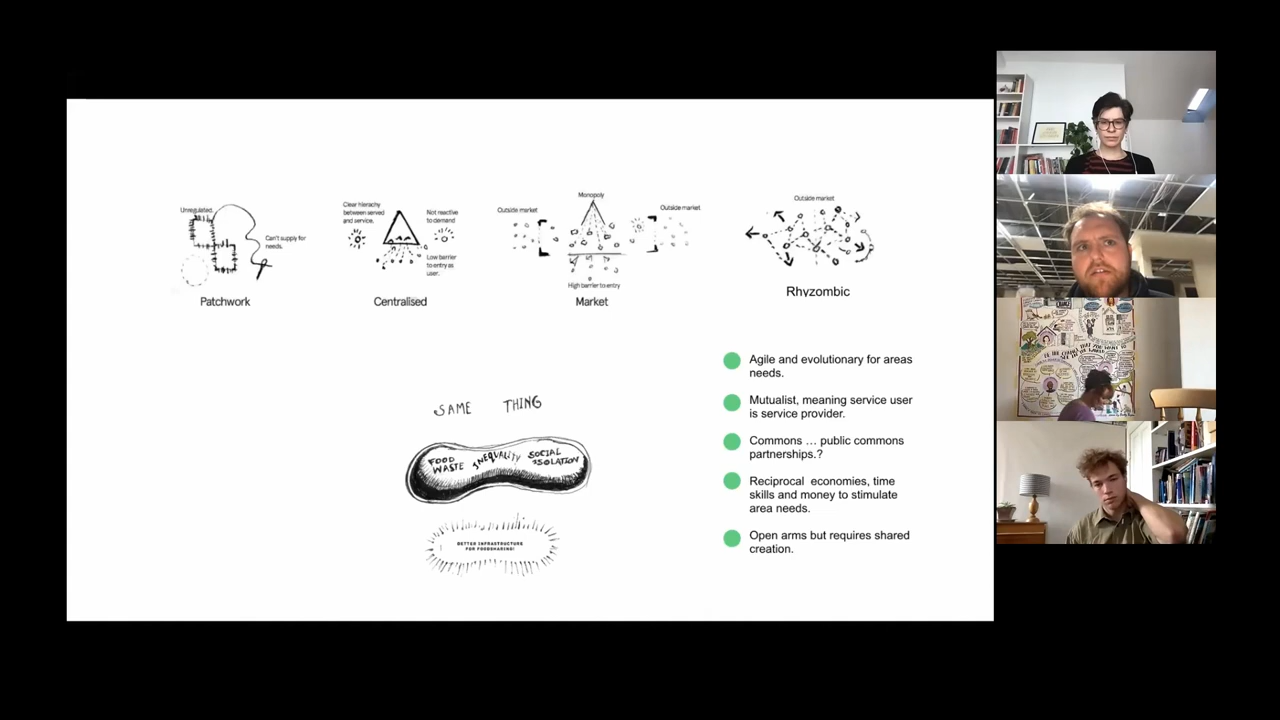 Unregulated.
Can't supply for
needs.
Patchwork
Clear hierachy
between served
and service.
Not reactive
to demand
Low barrier
to entry as
user.
Centralised
Outside market
Monopoly
Outside market
High barrier to entry
Market
Outside market
Rhyzombic
SAME THING
FOOD
WASTE
INEQUALITY
SOCIAL
ISOLATION
BETTER INFRASTRUCTURE
FOR FOODSHARING!
Agile and evolutionary for areas
needs.
Mutualist, meaning service user
is service provider.
Commons … public commons
partnerships.?
Reciprocal economies, time
skills and money to stimulate
area needs.
Open arms but requires shared
creation.